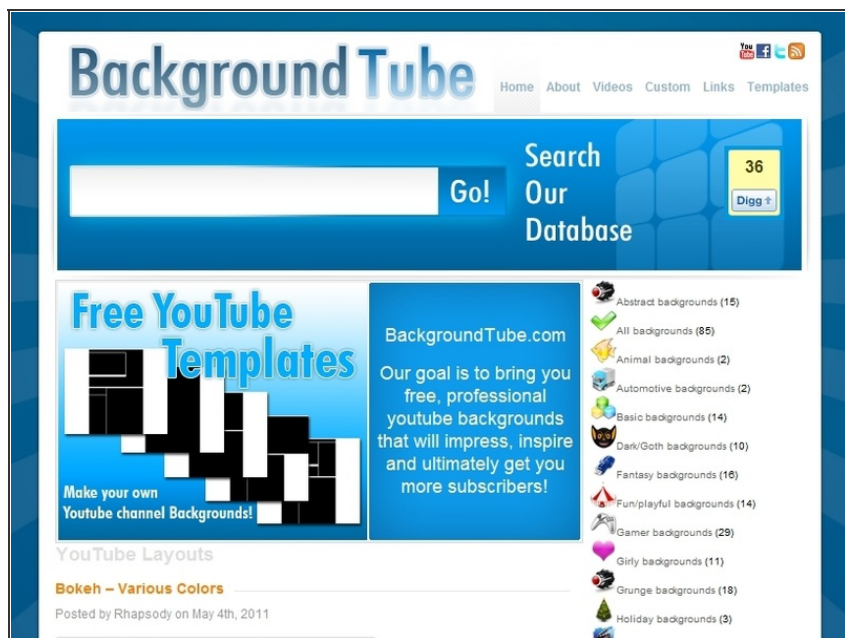 Background Tube
You
Tube
Home About Videos Custom Links Templates
Go!
Search
Our
Database
36
Digg
Free YouTube
Templates
Make your own
Youtube channel Backgrounds!
BackgroundTube.com
Our goal is to bring you
free, professional
youtube backgrounds
that will impress, inspire
and ultimately get you
more subscribers!
Abstract backgrounds (15)
All backgrounds (85)
Animal backgrounds (2)
Automotive backgrounds (2)
Basic backgrounds (14)
Dark/Goth backgrounds (10)
Fantasy backgrounds (16)
Fun/playful backgrounds (14)
Gamer backgrounds (29)
Girly backgrounds (11)
Grunge backgrounds (18)
Holiday backgrounds (3)
YouTube Layouts
Bokeh – Various Colors
Posted by Rhapsody on May 4th, 2011